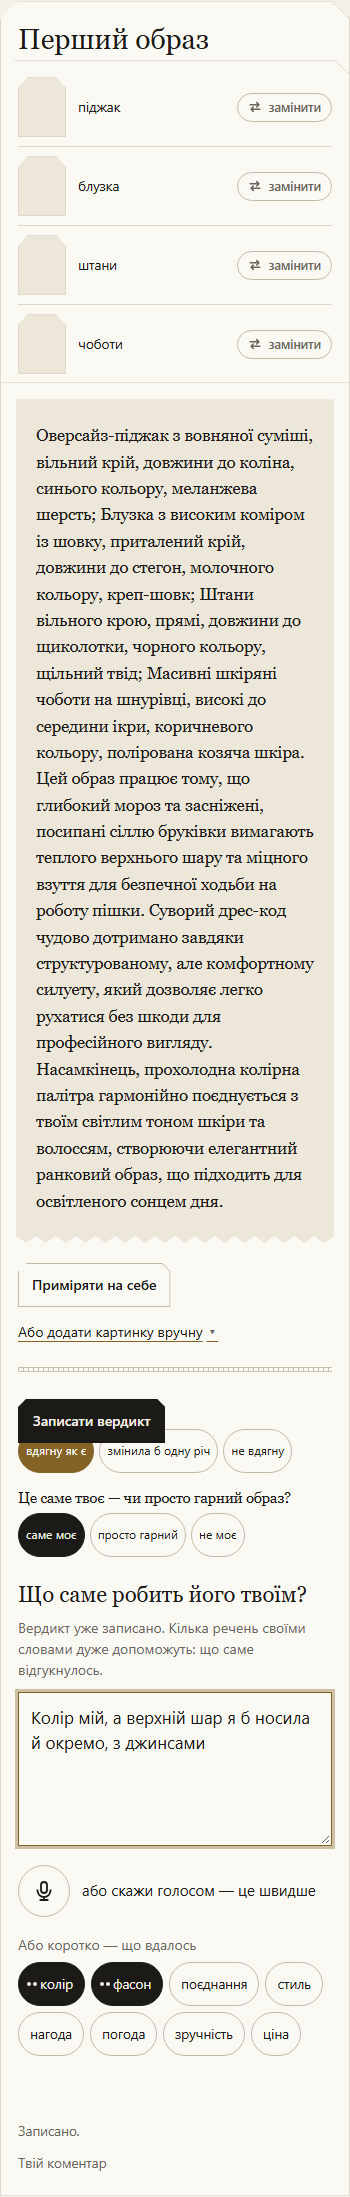 Перший образ
піджак
замінити
блузка
замінити
штани
замінити
чоботи
замінити
Оверсайз-піджак з вовняної суміші,
вільний крій, довжини до коліна,
синього кольору, меланжева
шерсть; Блузка з високим коміром
із шовку, приталений крій,
довжини до стегон, молочного
кольору, креп-шовк; Штани
вільного крою, прямі, довжини до
щиколотки, чорного кольору,
щільний твід; Масивні шкіряні
чоботи на шнурівці, високі до
середини ікри, коричневого
кольору, полірована козяча шкіра.
Цей образ працює тому, що
глибокий мороз та засніжені,
посипані сіллю бруківки вимагають
теплого верхнього шару та міцного
взуття для безпечної ходьби на
роботу пішки. Суворий дрес-код
чудово дотримано завдяки
структурованому, але комфортному
силуету, який дозволяє легко
рухатися без шкоди для
професійного вигляду.
Насамкінець, прохолодна колірна
палітра гармонійно поєднується з
твоїм світлим тоном шкіри та
волоссям, створюючи елегантний
ранковий образ, що підходить для
освітленого сонцем дня.
Приміряти на себе
Або додати картинку вручну
Записати вердикт
вдягну як є змінила б одну річ не вдягну
Це саме твоє — чи просто гарний образ?
саме моє просто гарний не моє
Що саме робить його твоїм?
Вердикт уже записано. Кілька речень своїми
словами дуже допоможуть: що саме
відгукнулось.
Колір мій, а верхній шар я б носила
й окремо, з джинсами
або скажи голосом — це швидше
Або коротко — що вдалось
колір фасон поєднання стиль
нагода погода зручність ціна
Записано.
Твій коментар